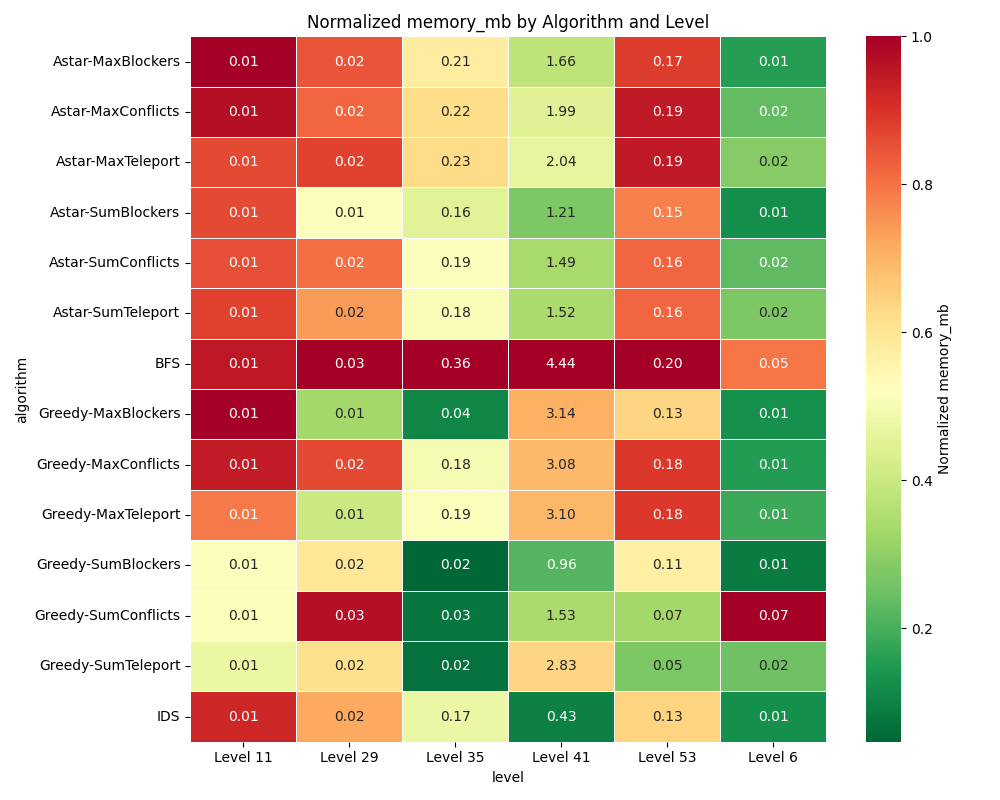 Normalized memory_mb by Algorithm and Level
Astar-MaxBlockers 0.01 0.02 0.21 1.66 0.17 0.01
Astar-MaxConflicts 0.01 0.02 0.22 1.99 0.19 0.02
Astar-MaxTeleport 0.01 0.02 0.23 2.04 0.19 0.02
Astar-SumBlockers 0.01 0.01 0.16 1.21 0.15 0.01
Astar-SumConflicts 0.01 0.02 0.19 1.49 0.16 0.02
Astar-SumTeleport 0.01 0.02 0.18 1.52 0.16 0.02
BFS 0.01 0.03 0.36 4.44 0.20 0.05
Greedy-MaxBlockers 0.01 0.01 0.04 3.14 0.13 0.01
Greedy-MaxConflicts 0.01 0.02 0.18 3.08 0.18 0.01
Greedy-MaxTeleport 0.01 0.01 0.19 3.10 0.18 0.01
Greedy-SumBlockers 0.01 0.02 0.02 0.96 0.11 0.01
Greedy-SumConflicts 0.01 0.03 0.03 1.53 0.07 0.07
Greedy-SumTeleport 0.01 0.02 0.02 2.83 0.05 0.02
IDS 0.01 0.02 0.17 0.43 0.13 0.01
Level 11 Level 29 Level 35 Level 41 Level 53 Level 6
level
algorithm
1.0
0.8
0.6
0.4
0.2
Normalized memory_mb